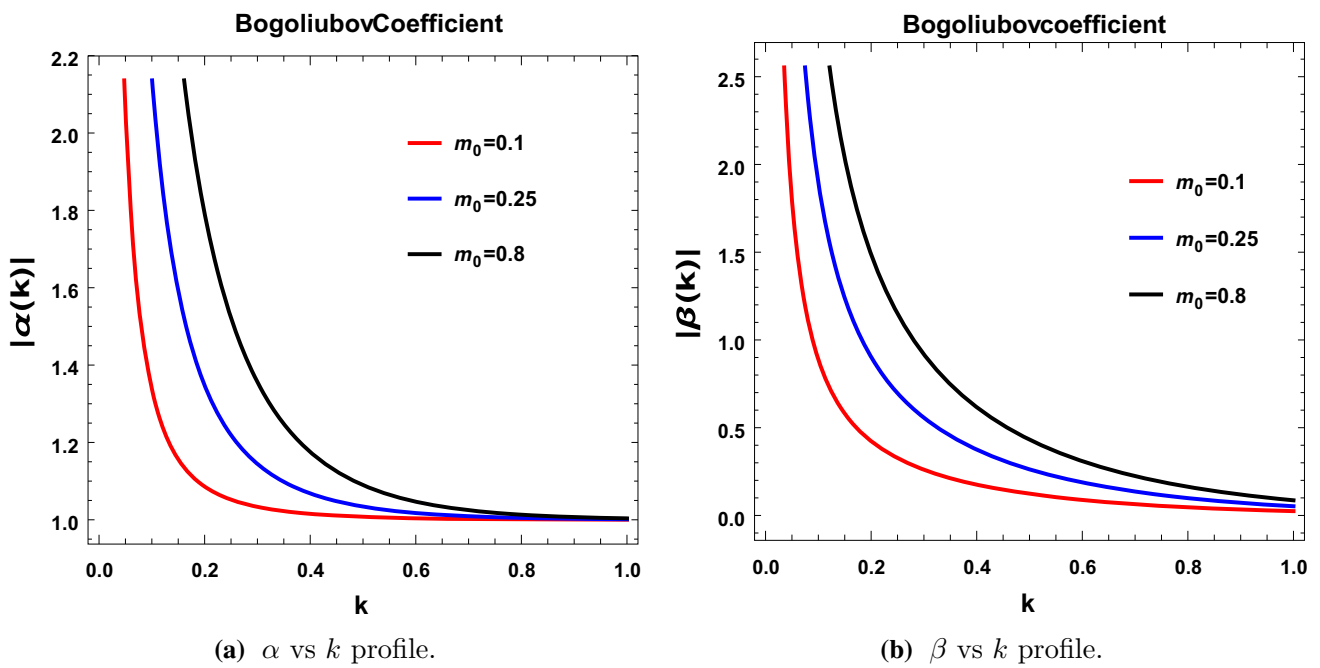 BogoliubovCoefficient
2.2
2.0
1.8
1.6
1.4
1.2
1.0
|α(k)|
m0=0.1
m0=0.25
m0=0.8
0.0 0.2 0.4 0.6 0.8 1.0
k
(a) α vs k profile.
Bogoliubovcoefficient
2.5
2.0
1.5
1.0
0.5
0.0
|β(k)|
m0=0.1
m0=0.25
m0=0.8
0.0 0.2 0.4 0.6 0.8 1.0
k
(b) β vs k profile.